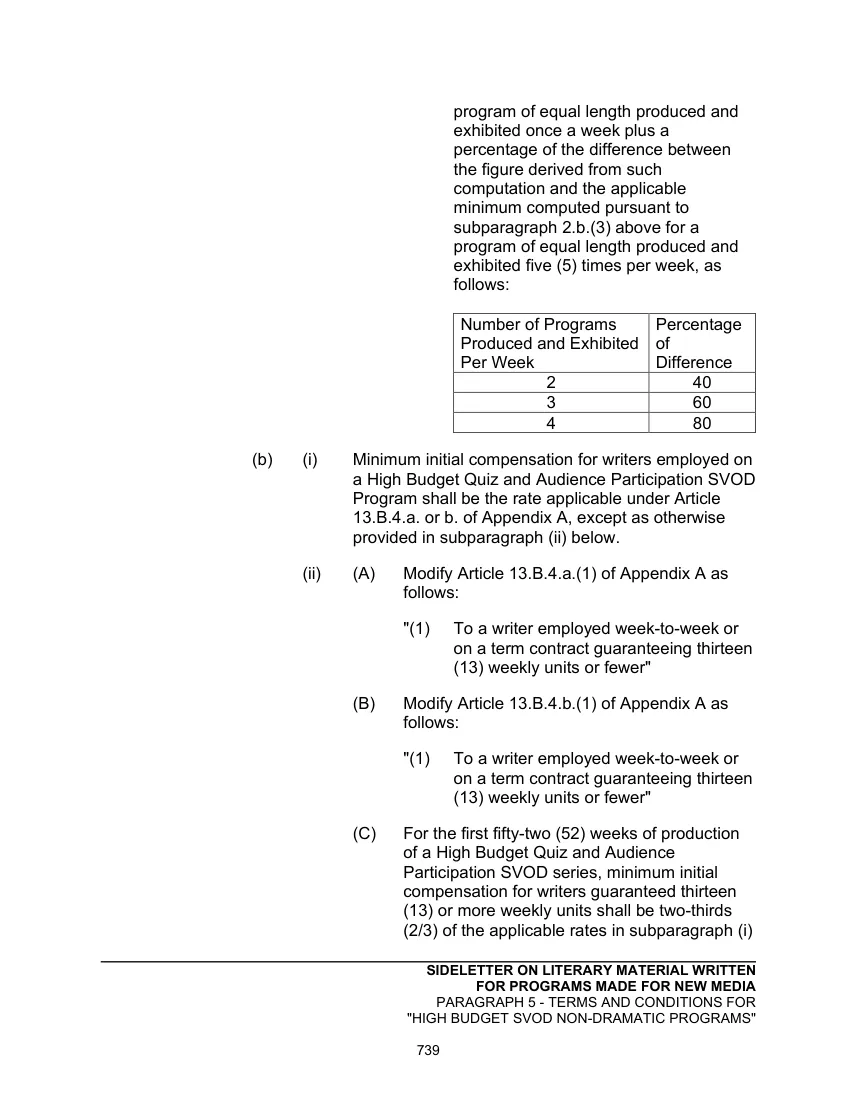 program of equal length produced and
exhibited once a week plus a
percentage of the difference between
the figure derived from such
computation and the applicable
minimum computed pursuant to
subparagraph 2.b.(3) above for a
program of equal length produced and
exhibited five (5) times per week, as
follows:
Number of Programs Percentage
Produced and Exhibited of
Per Week Difference
2 40
3 60
4 80
(b) (i) Minimum initial compensation for writers employed on
a High Budget Quiz and Audience Participation SVOD
Program shall be the rate applicable under Article
13.B.4.a. or b. of Appendix A, except as otherwise
provided in subparagraph (ii) below.
(ii) (A) Modify Article 13.B.4.a.(1) of Appendix A as
follows:
"(1) To a writer employed week-to-week or
on a term contract guaranteeing thirteen
(13) weekly units or fewer"
(B) Modify Article 13.B.4.b.(1) of Appendix A as
follows:
"(1) To a writer employed week-to-week or
on a term contract guaranteeing thirteen
(13) weekly units or fewer"
(C) For the first fifty-two (52) weeks of production
of a High Budget Quiz and Audience
Participation SVOD series, minimum initial
compensation for writers guaranteed thirteen
(13) or more weekly units shall be two-thirds
(2/3) of the applicable rates in subparagraph (i)
SIDELETTER ON LITERARY MATERIAL WRITTEN
FOR PROGRAMS MADE FOR NEW MEDIA
PARAGRAPH 5 - TERMS AND CONDITIONS FOR
"HIGH BUDGET SVOD NON-DRAMATIC PROGRAMS"
739